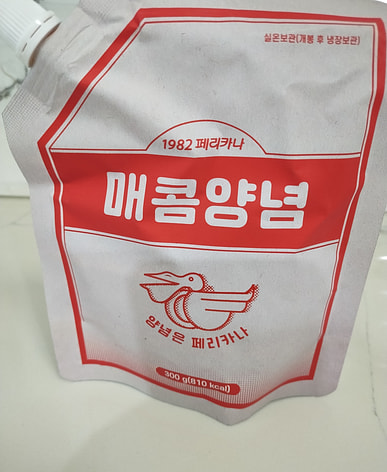 실온보관(개봉 후 냉장보관)
1982 페리카나
매콤양념
양념은 페리카나
300 g(810 kcal)